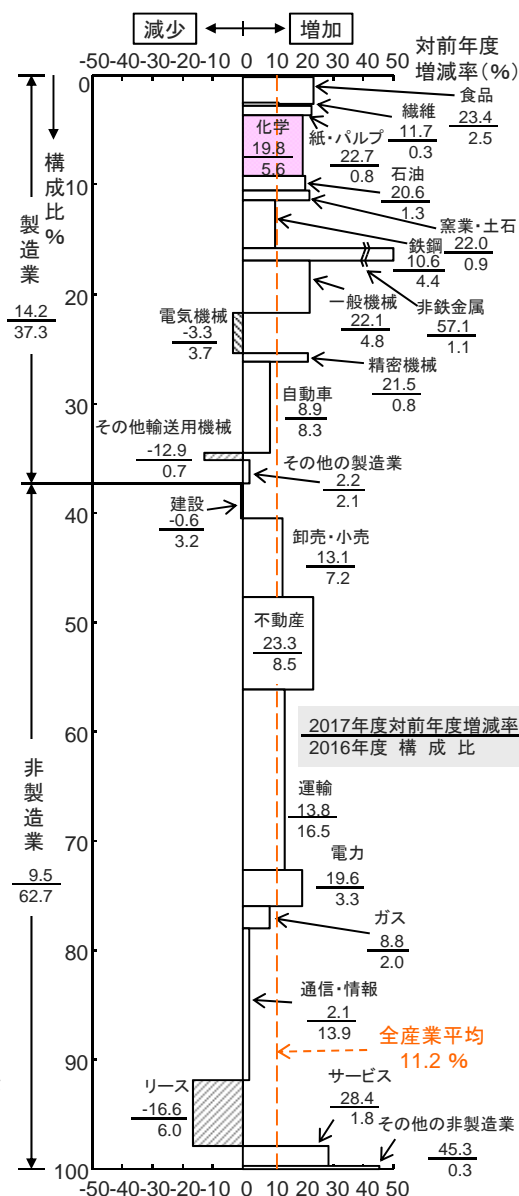 減少 増加
-50-40-30-20-10 0 10 20 30 40 50
対前年度
増減率(%)
0
10
20
30
40
50
60
70
80
90
100
構成比%
製造業
14.2
37.3
非製造業
9.5
62.7
食品
23.4
2.5
繊維
11.7
0.3
紙・パルプ
22.7
0.8
化学
19.8
5.6
石油
20.6
1.3
窯業・土石
22.0
0.9
鉄鋼
10.6
4.4
非鉄金属
57.1
1.1
一般機械
22.1
4.8
電気機械
-3.3
3.7
精密機械
21.5
0.8
自動車
8.9
8.3
その他輸送用機械
-12.9
0.7
その他の製造業
2.2
2.1
建設
-0.6
3.2
卸売・小売
13.1
7.2
不動産
23.3
8.5
2017年度対前年度増減率
2016年度 構 成 比
運輸
13.8
16.5
電力
19.6
3.3
ガス
8.8
2.0
通信・情報
2.1
13.9
全産業平均
11.2 %
リース
-16.6
6.0
サービス
28.4
1.8
その他の非製造業
45.3
0.3
-50-40-30-20-10 0 10 20 30 40 50